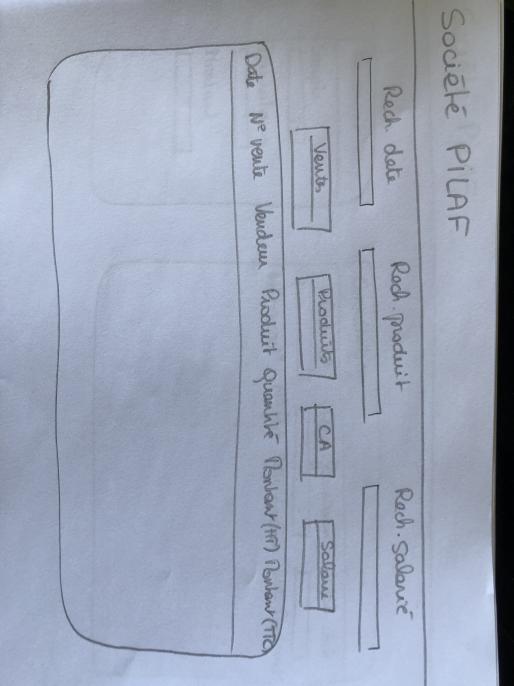 Société PILAF
Rech. date Rech. produit Rech. Salarié
Ventes Produits CA Salarié
Date N° vente Vendeur Produit Quantité Montant (HT) Montant (TTC)